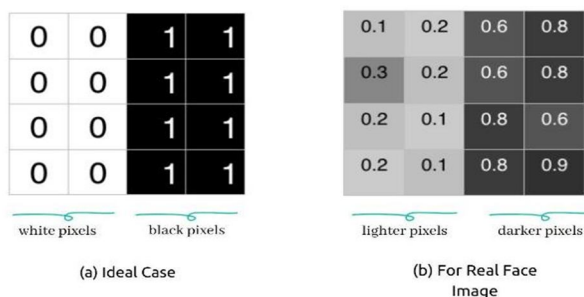 0 0 1 1
0 0 1 1
0 0 1 1
0 0 1 1
white pixels black pixels
(a) Ideal Case
0.1 0.2 0.6 0.8
0.3 0.2 0.6 0.8
0.2 0.1 0.8 0.6
0.2 0.1 0.8 0.9
lighter pixels darker pixels
(b) For Real Face
Image